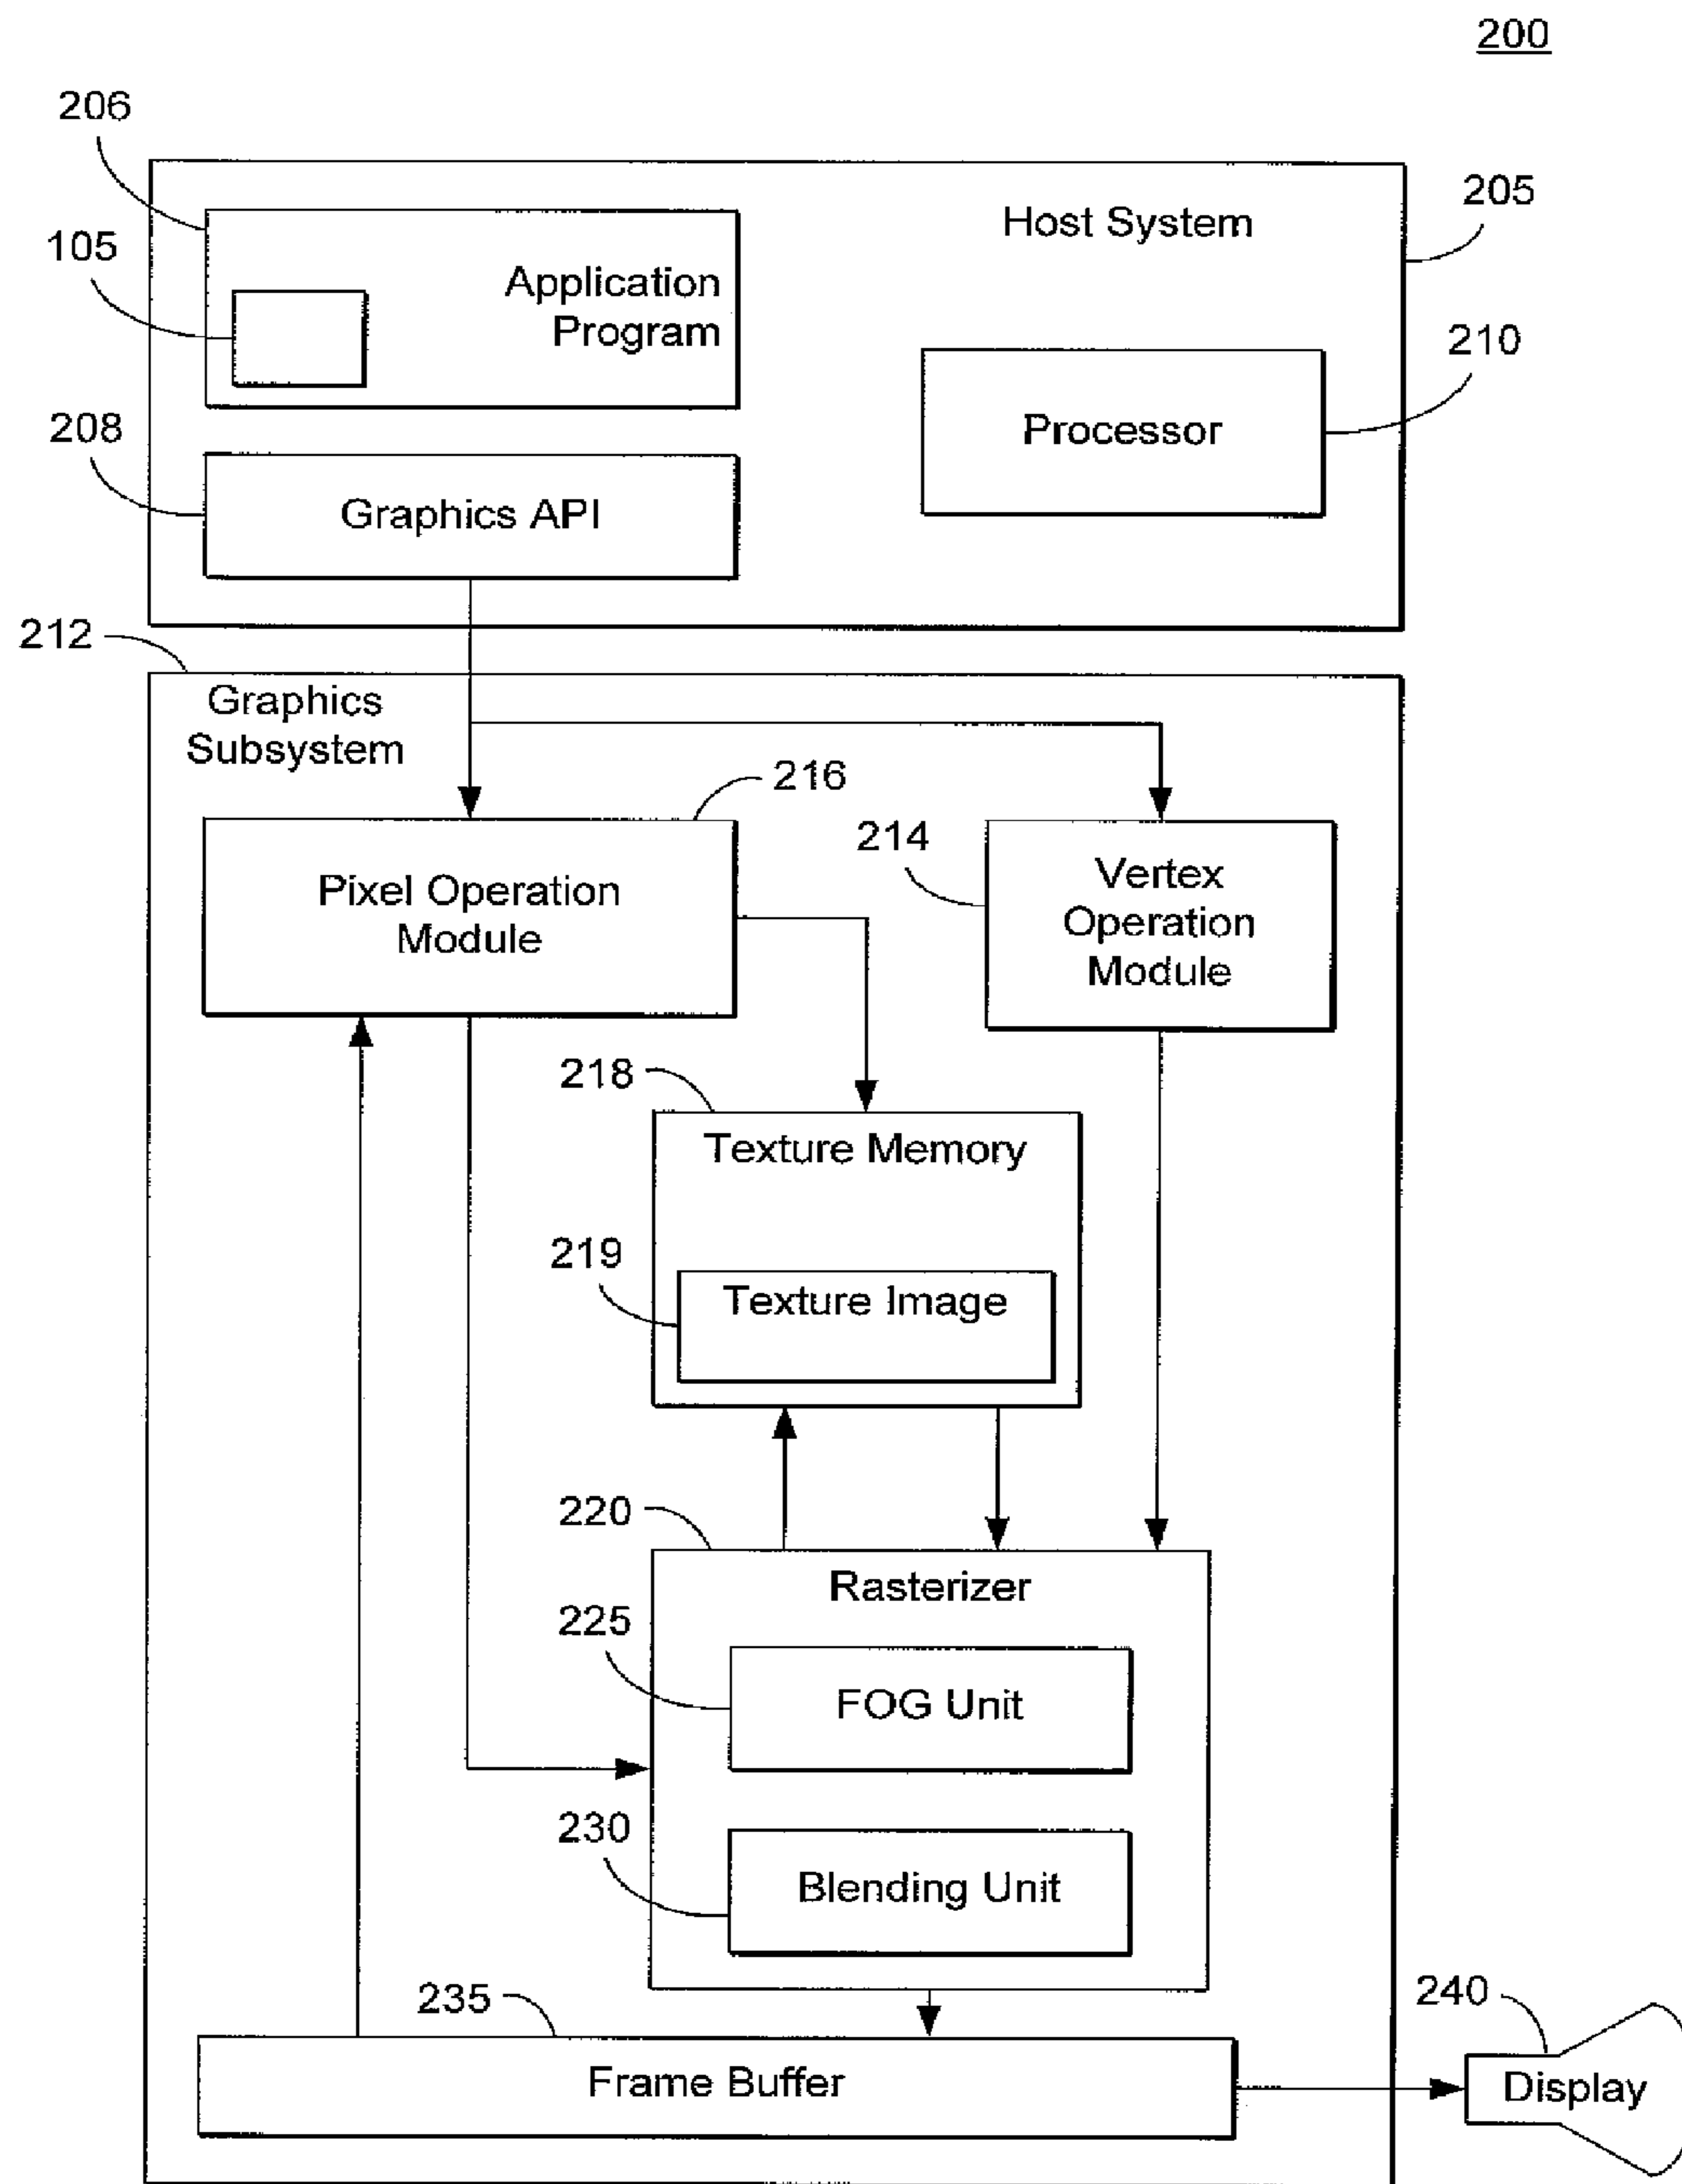 200
206
205
Host System
105
Application
Program
210
Processor
208
Graphics API
212
Graphics
Subsystem
216
Pixel Operation
Module
214
Vertex
Operation
Module
218
Texture Memory
219
Texture Image
220
Rasterizer
225
FOG Unit
230
Blending Unit
235
Frame Buffer
240
Display